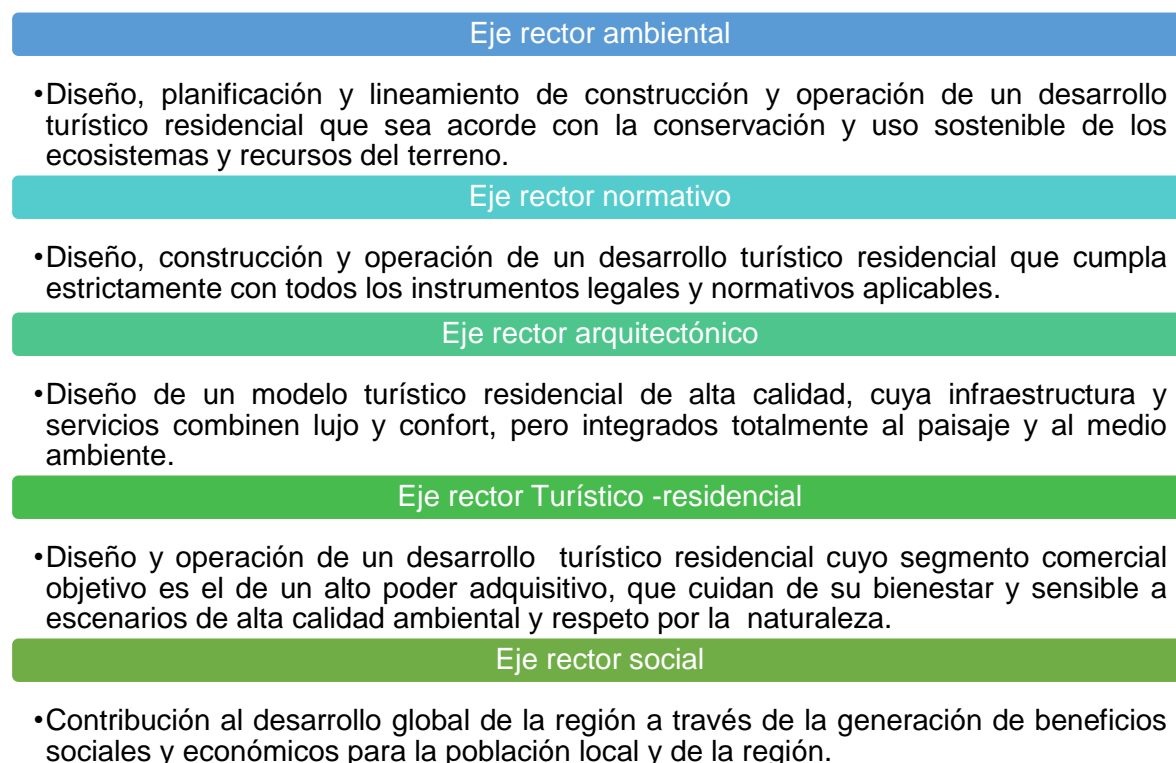 Eje rector ambiental
•Diseño, planificación y lineamiento de construcción y operación de un desarrollo
turístico residencial que sea acorde con la conservación y uso sostenible de los
ecosistemas y recursos del terreno.
Eje rector normativo
•Diseño, construcción y operación de un desarrollo turístico residencial que cumpla
estrictamente con todos los instrumentos legales y normativos aplicables.
Eje rector arquitectónico
•Diseño de un modelo turístico residencial de alta calidad, cuya infraestructura y
servicios combinen lujo y confort, pero integrados totalmente al paisaje y al medio
ambiente.
Eje rector Turístico -residencial
•Diseño y operación de un desarrollo turístico residencial cuyo segmento comercial
objetivo es el de un alto poder adquisitivo, que cuidan de su bienestar y sensible a
escenarios de alta calidad ambiental y respeto por la naturaleza.
Eje rector social
•Contribución al desarrollo global de la región a través de la generación de beneficios
sociales y económicos para la población local y de la región.